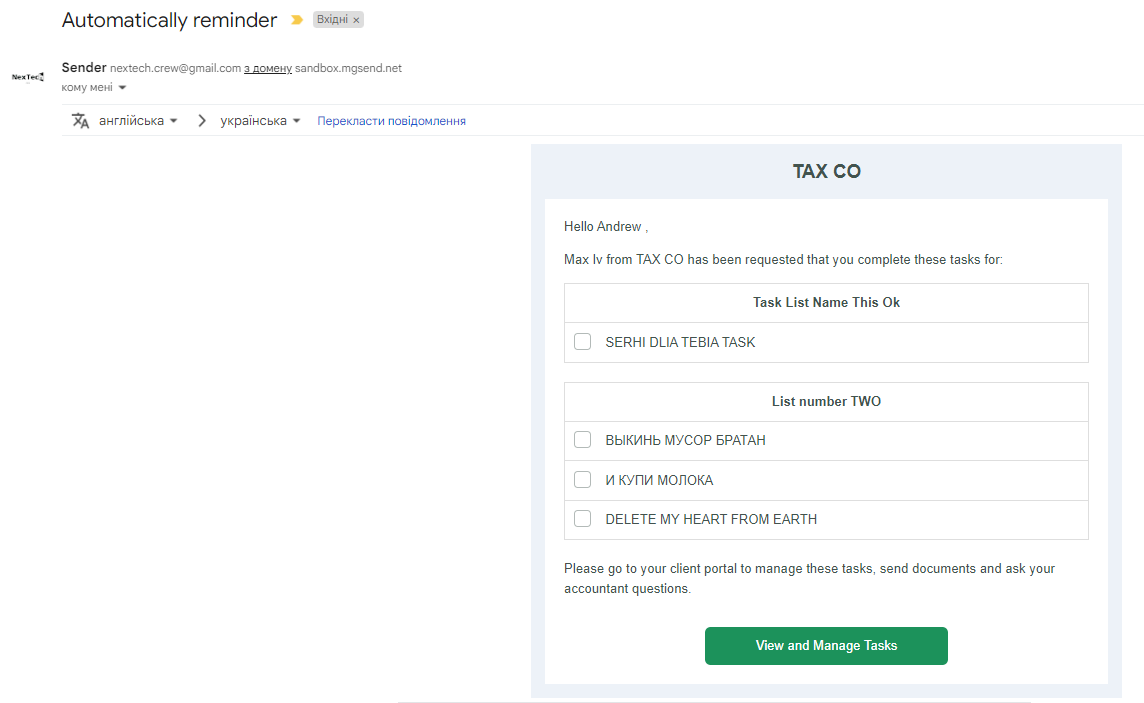 Automatically reminder
Вхідні ×
NexTec
Sender nextech.crew@gmail.com з домену sandbox.mgsend.net
кому мені
англійська
українська
Перекласти повідомлення
TAX CO
Hello Andrew ,
Max Iv from TAX CO has been requested that you complete these tasks for:
Task List Name This Ok
SERHI DLIA TEBIA TASK
List number TWO
ВЫКИНЬ МУСОР БРАТАН
И КУПИ МОЛОКА
DELETE MY HEART FROM EARTH
Please go to your client portal to manage these tasks, send documents and ask your
accountant questions.
View and Manage Tasks